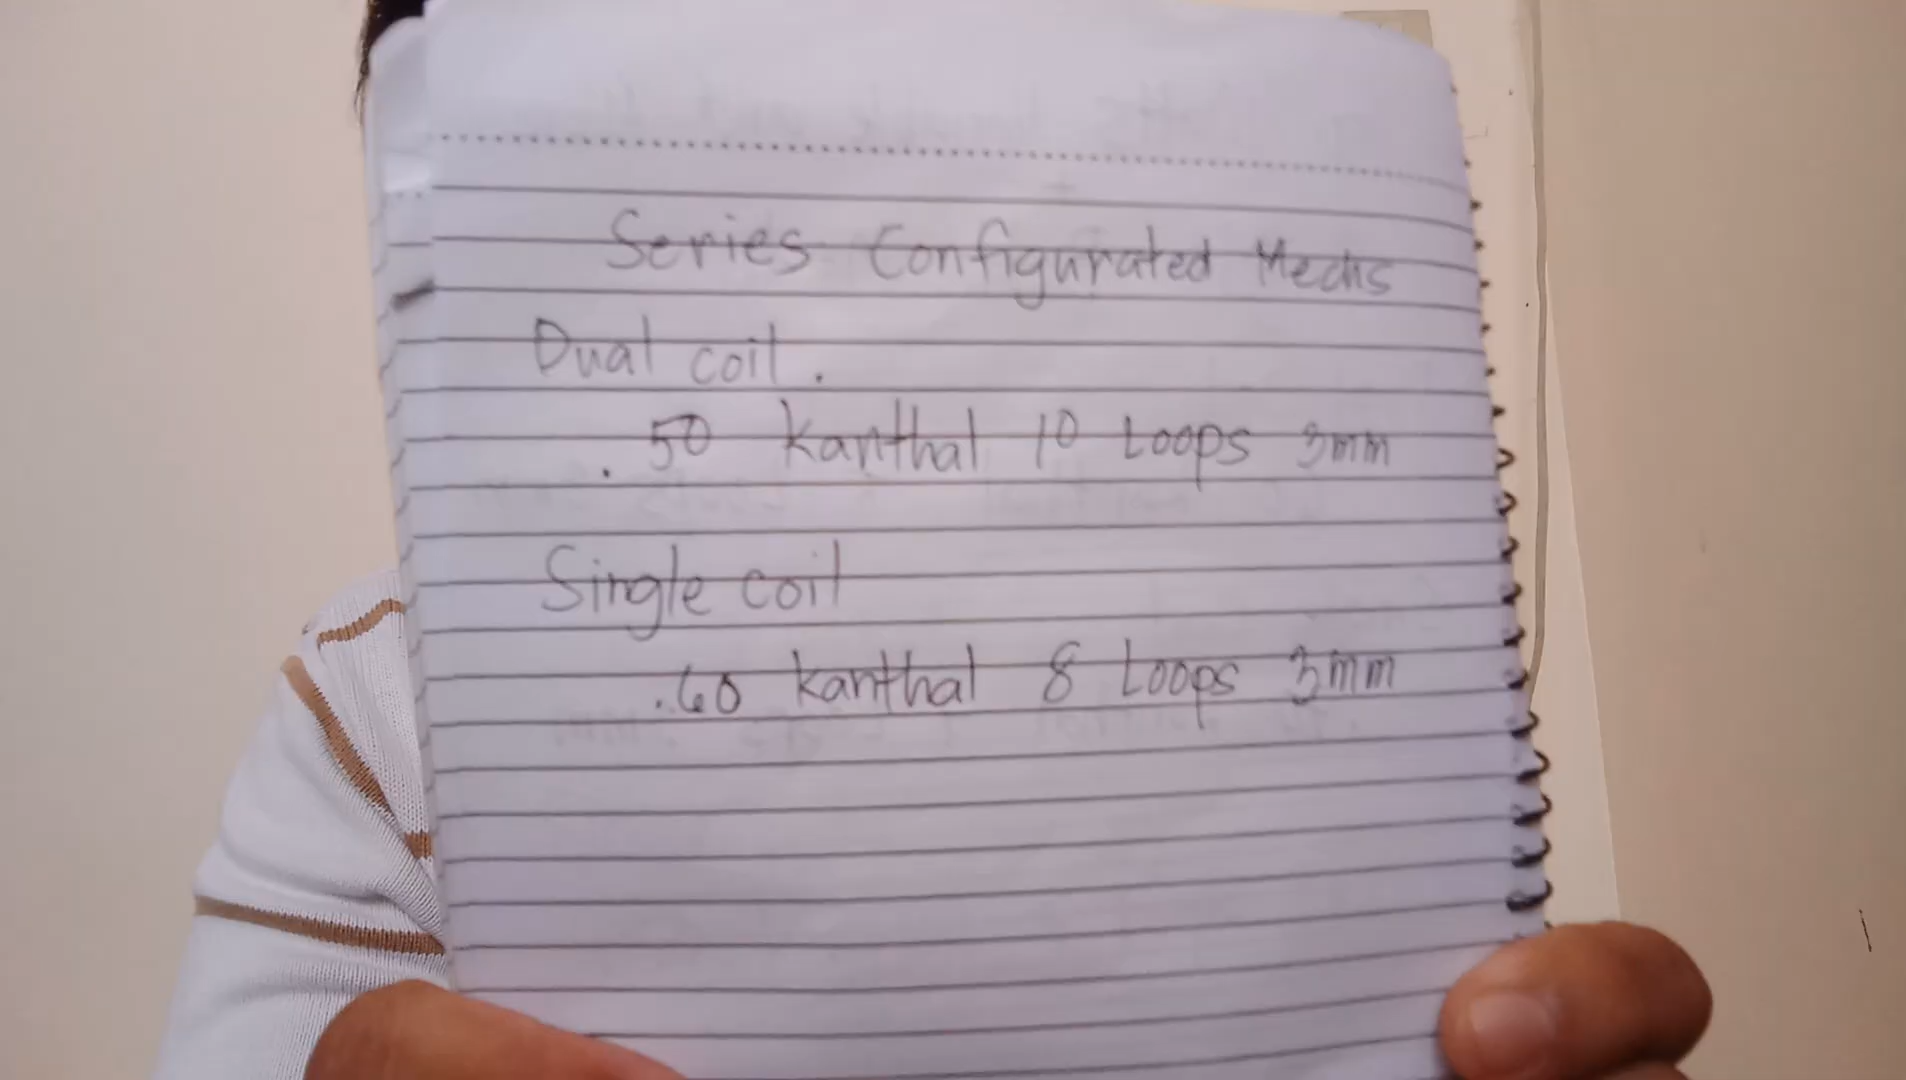 Series Configurated Mechs
Dual coil.
.50 Kanthal 10 Loops 3mm
Single coil
.60 Kanthal 8 Loops 3mm